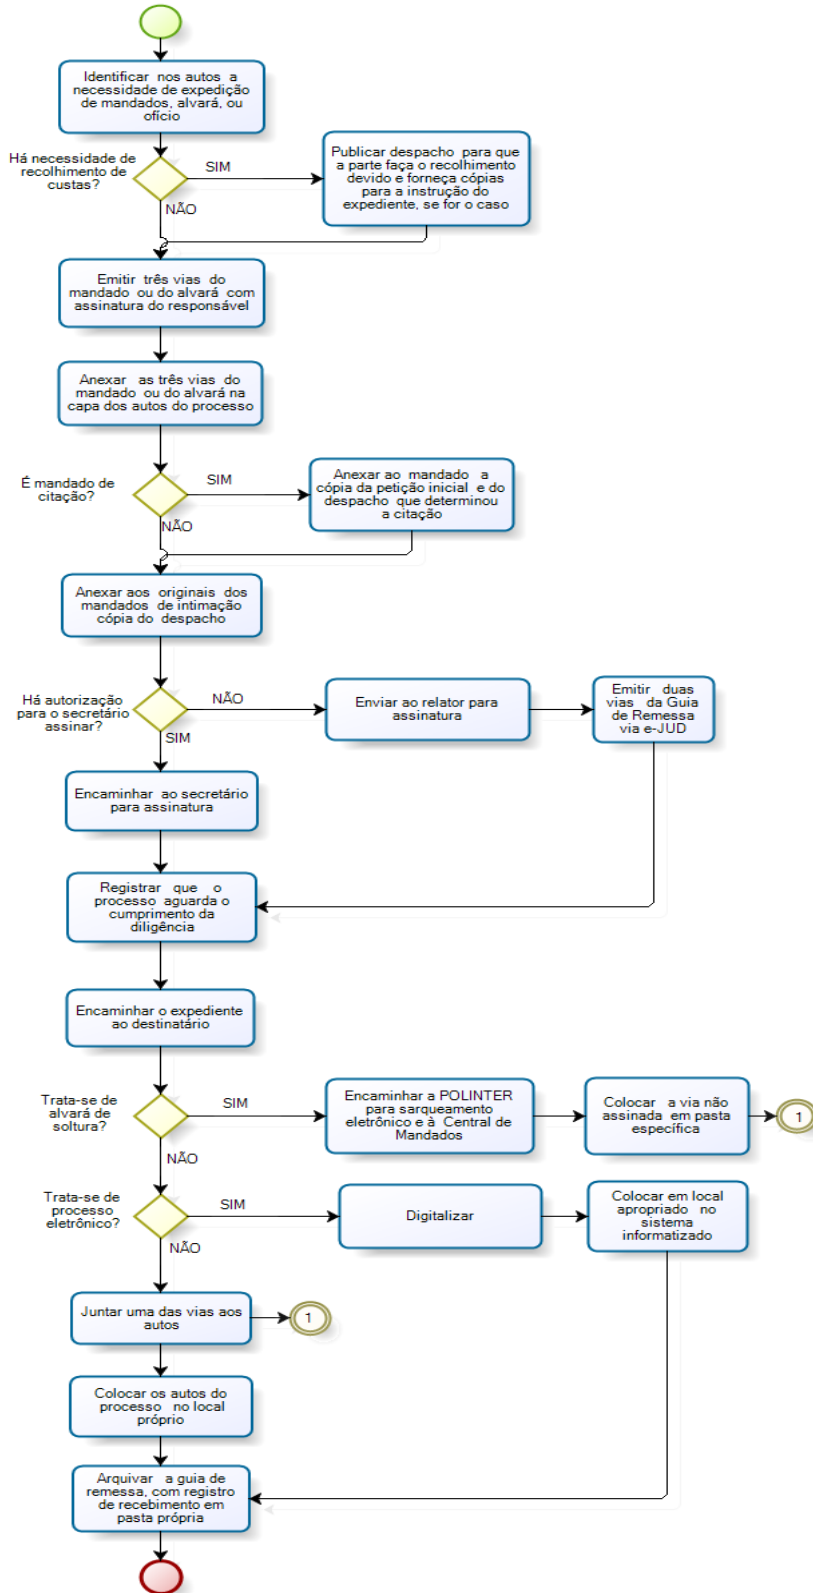 Identificar nos autos a
necessidade de expedição
de mandados, alvará, ou
ofício
Há necessidade de
recolhimento de
custas?
SIM
NÃO
Publicar despacho para que
a parte faça o recolhimento
devido e forneça cópias
para a instrução do
expediente, se for o caso
Emitir três vias do
mandado ou do alvará com
assinatura do responsável
Anexar as três vias do
mandado ou do alvará na
capa dos autos do processo
É mandado de
citação?
SIM
NÃO
Anexar ao mandado a
cópia da petição inicial e do
despacho que determinou
a citação
Anexar aos originais dos
mandados de intimação
cópia do despacho
Há autorização
para o secretário
assinar?
NÃO
SIM
Enviar ao relator para
assinatura
Emitir duas
vias da Guia
de Remessa
via e-JUD
Encaminhar ao secretário
para assinatura
Registrar que o
processo aguarda o
cumprimento da
diligência
Encaminhar o expediente
ao destinatário
Trata-se de
alvará de
soltura?
SIM
NÃO
Encaminhar a POLINTER
para sarqueamento
eletrônico e à Central de
Mandados
Colocar a via não
assinada em pasta
específica
1
Trata-se de
processo
eletrônico?
SIM
NÃO
Digitalizar
Colocar em local
apropriado no
sistema
informatizado
Juntar uma das vias aos
autos
1
Colocar os autos do
processo no local
próprio
Arquivar a guia de
remessa, com registro
de recebimento em
pasta própria